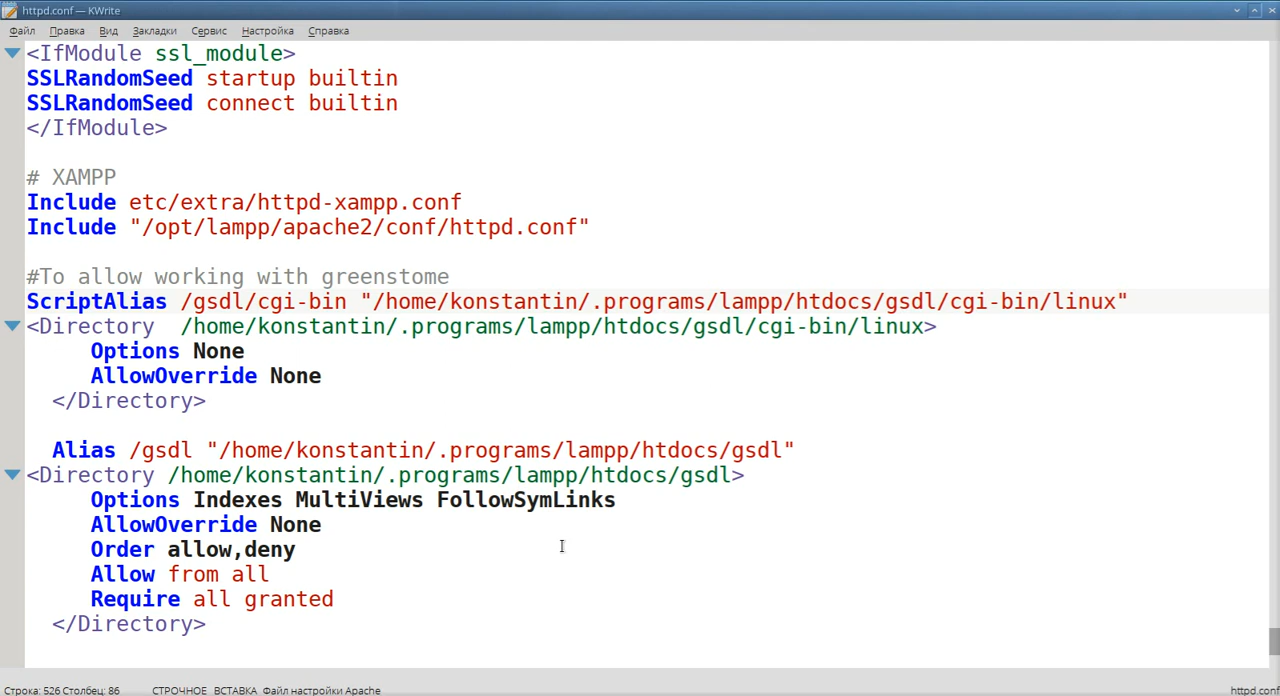 httpd.conf — KWrite
Файл Правка Вид Закладки Сервис Настройка Справка
<IfModule ssl_module>
SSLRandomSeed startup builtin
SSLRandomSeed connect builtin
</IfModule>
# XAMPP
Include etc/extra/httpd-xampp.conf
Include "/opt/lampp/apache2/conf/httpd.conf"
#To allow working with greenstome
ScriptAlias /gsdl/cgi-bin "/home/konstantin/.programs/lampp/htdocs/gsdl/cgi-bin/linux"
<Directory  /home/konstantin/.programs/lampp/htdocs/gsdl/cgi-bin/linux>
Options None
AllowOverride None
</Directory>
Alias /gsdl "/home/konstantin/.programs/lampp/htdocs/gsdl"
<Directory /home/konstantin/.programs/lampp/htdocs/gsdl>
Options Indexes MultiViews FollowSymLinks
AllowOverride None
Order allow,deny
Allow from all
Require all granted
</Directory>
Строка: 526 Столбец: 86 СТРОЧНОЕ ВСТАВКА Файл настройки Apache httpd.conf